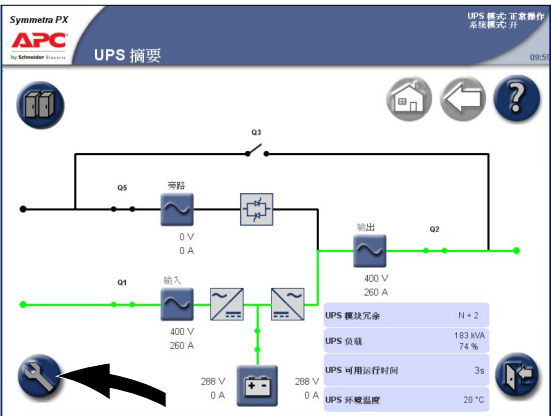 Symmetra PX
APC
by Schneider Electric
UPS 摘要
UPS 模式: 正常操作
系统模式: 开
09:59
?
Q3
Q5
旁路
0 V
0 A
输出
Q2
400 V
260 A
Q1
输入
400 V
260 A
288 V
0 A
288 V
0 A
UPS 模块冗余 N + 2
UPS 负载 183 kVA
74 %
UPS 可用运行时间 3s
UPS 环境温度 20 °C